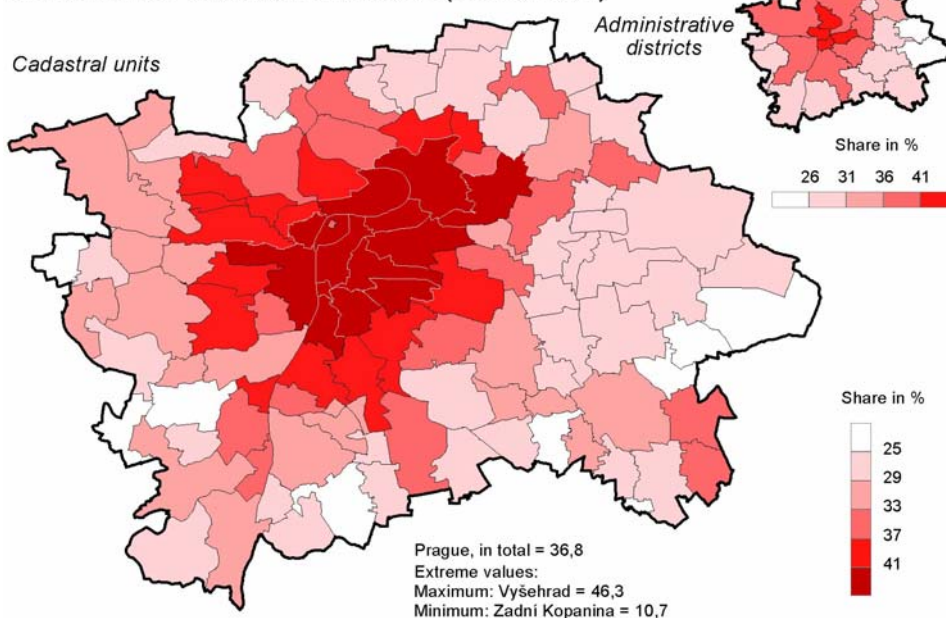 Administrative
districts
Cadastral units
Share in %
26 31 36 41
Share in %
25
29
33
37
41
Prague, in total = 36,8
Extreme values:
Maximum: Vyšehrad = 46,3
Minimum: Zadní Kopanina = 10,7